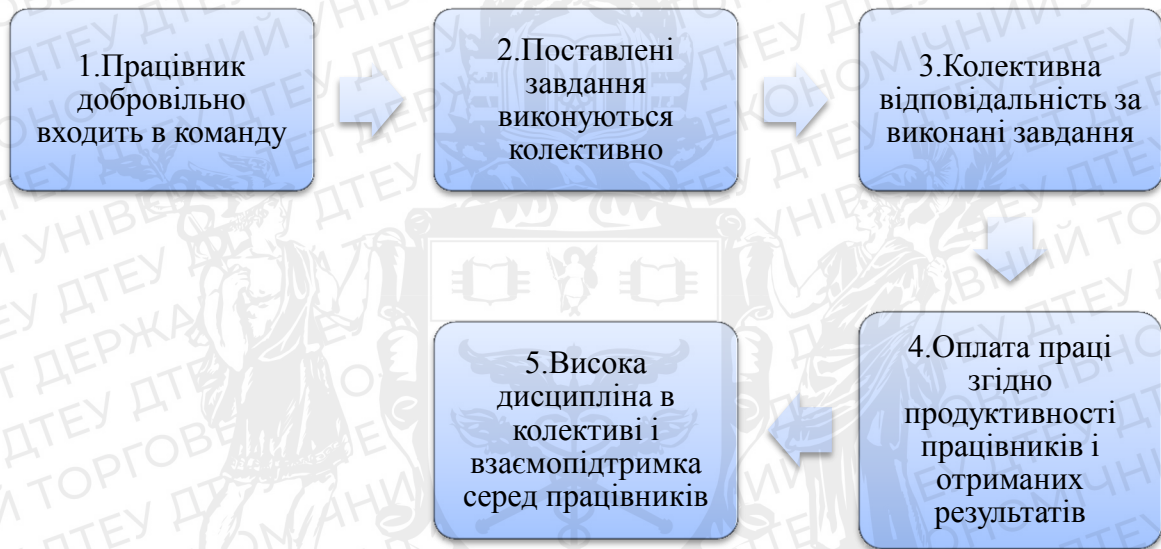 1.Працівник
добровільно
входить в команду
2.Поставлені
завдання
виконуються
колективно
3.Колективна
відповідальність за
виконані завдання
4.Оплата праці
згідно
продуктивності
працівників і
отриманих
результатів
5.Висока
дисципліна в
колективі і
взаємопідтримка
серед працівників